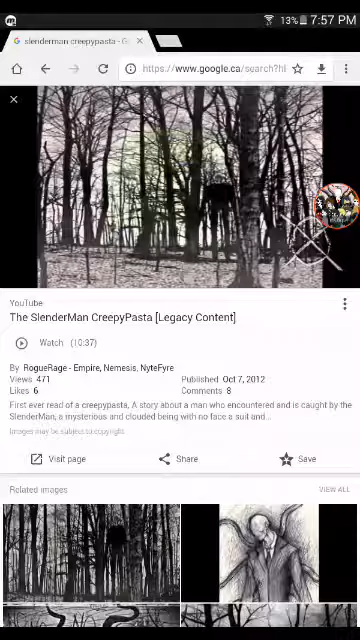 13% 7:57 PM
slenderman creepypasta - G
https://www.google.ca/search?hl
YouTube
The SlenderMan CreepyPasta [Legacy Content]
Watch (10:37)
By RogueRage - Empire, Nemesis, NyteFyre
Views 471 Published Oct 7, 2012
Likes 6 Comments 8
First ever read of a creepypasta, A story about a man who encountered and is caught by the
SlenderMan, a mysterious and clouded being with no face a suit and...
Images may be subject to copyright.
Visit page Share Save
Related images VIEW ALL